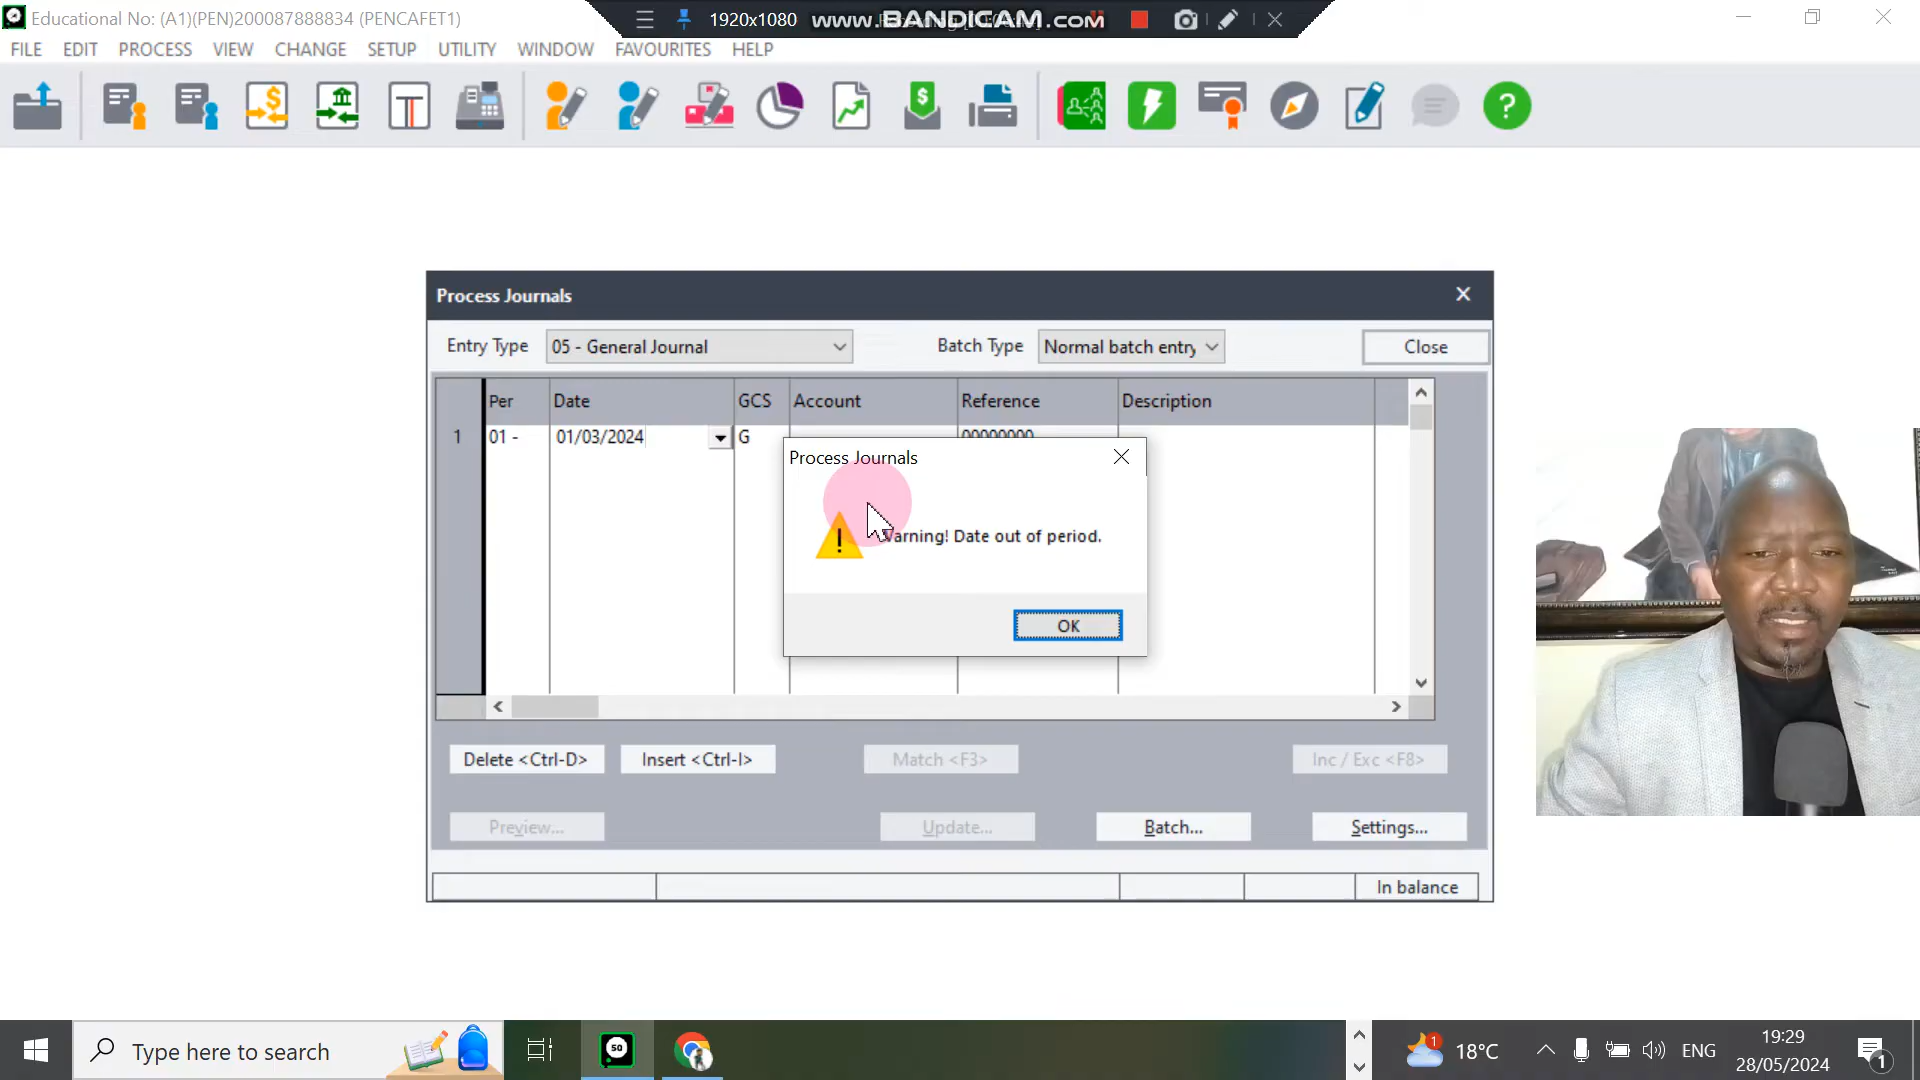 Educational No: (A1)(PEN)200087888834 (PENCAFET1)
1920x1080
www.BANDICAM.com
FILE EDIT PROCESS VIEW CHANGE SETUP UTILITY WINDOW FAVOURITES HELP
Process Journals
Entry Type 05 - General Journal Batch Type Normal batch entry Close
Per Date GCS Account Reference Description
1 01 - 01/03/2024 G 00000000
Process Journals
Warning! Date out of period.
OK
Delete <Ctrl-D> Insert <Ctrl-I> Match <F3> Inc / Exc <F8>
Preview... Update... Batch... Settings...
In balance
Type here to search
50
1
18°C
ENG
19:29
28/05/2024
1